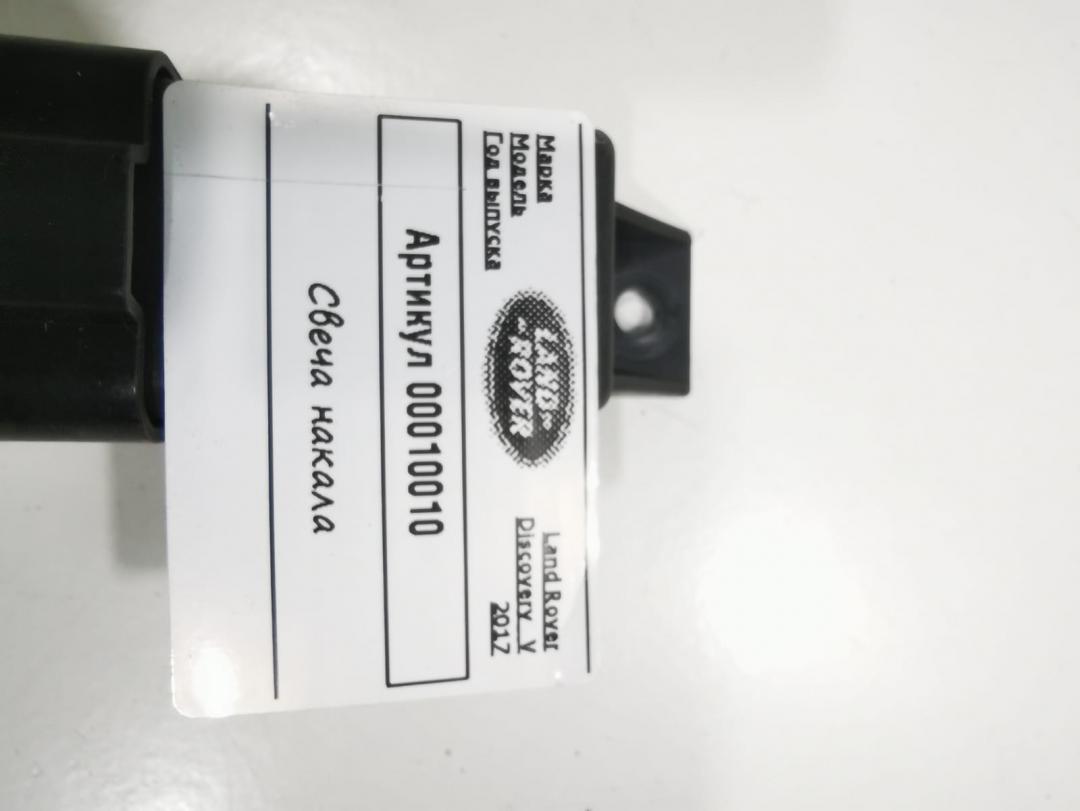 Марка
Land Rover
Модель
Discovery V
Год выпуска
2017
LAND
ROVER
Артикул 00010010
Свеча накала